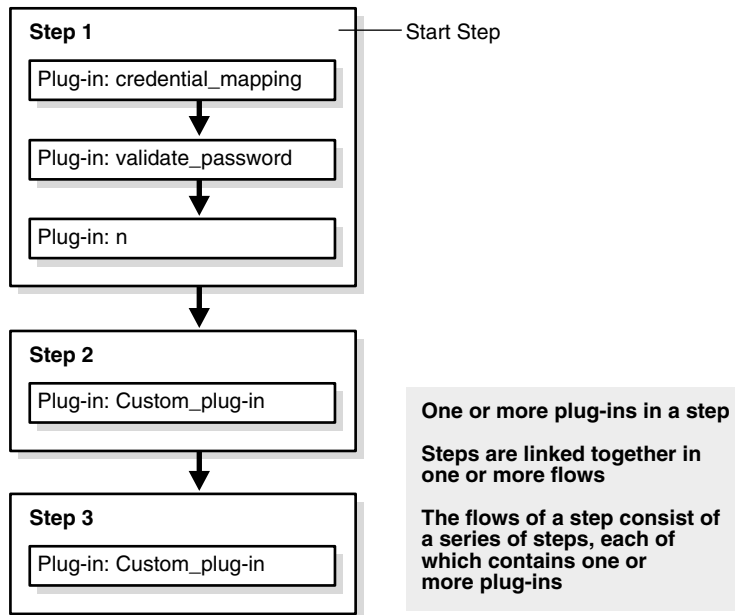 Step 1
Start Step
Plug-in: credential_mapping
Plug-in: validate_password
Plug-in: n
Step 2
Plug-in: Custom_plug-in
Step 3
Plug-in: Custom_plug-in
One or more plug-ins in a step
Steps are linked together in
one or more flows
The flows of a step consist of
a series of steps, each of
which contains one or
more plug-ins